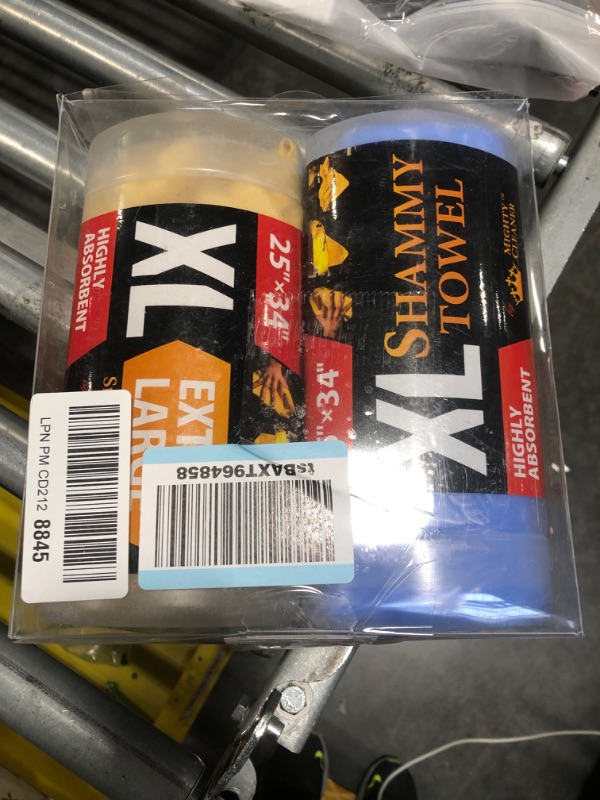 HIGHLY
ABSORBENT
XL
25"×34"
EXT
LARGE
SHAMMY
TOWEL
MIGHTY
CLEANER
XL
"×34"
HIGHLY
ABSORBENT
LPN PM CD212 8845
tsBAXT964858